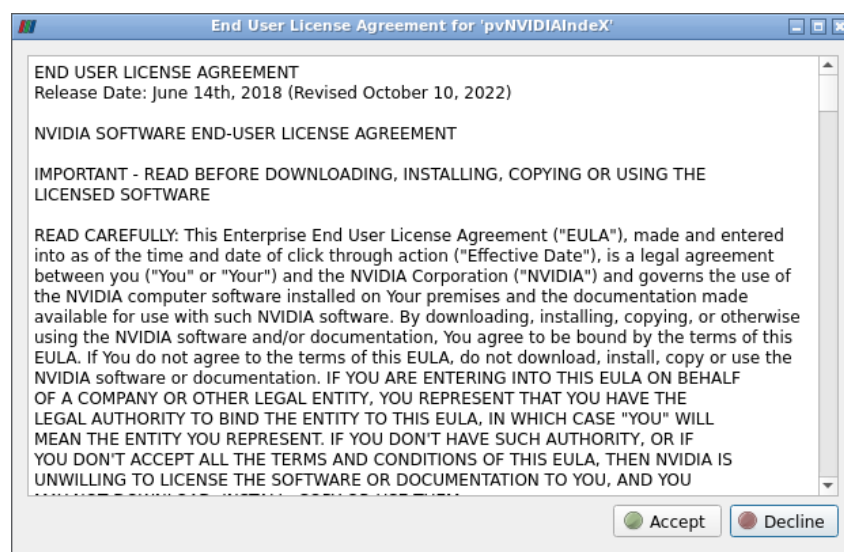 End User License Agreement for 'pvNVIDIAIndeX'
END USER LICENSE AGREEMENT
Release Date: June 14th, 2018 (Revised October 10, 2022)
NVIDIA SOFTWARE END-USER LICENSE AGREEMENT
IMPORTANT - READ BEFORE DOWNLOADING, INSTALLING, COPYING OR USING THE
LICENSED SOFTWARE
READ CAREFULLY: This Enterprise End User License Agreement ("EULA"), made and entered
into as of the time and date of click through action ("Effective Date"), is a legal agreement
between you ("You" or "Your") and the NVIDIA Corporation ("NVIDIA") and governs the use of
the NVIDIA computer software installed on Your premises and the documentation made
available for use with such NVIDIA software. By downloading, installing, copying, or otherwise
using the NVIDIA software and/or documentation, You agree to be bound by the terms of this
EULA. If You do not agree to the terms of this EULA, do not download, install, copy or use the
NVIDIA software or documentation. IF YOU ARE ENTERING INTO THIS EULA ON BEHALF
OF A COMPANY OR OTHER LEGAL ENTITY, YOU REPRESENT THAT YOU HAVE THE
LEGAL AUTHORITY TO BIND THE ENTITY TO THIS EULA, IN WHICH CASE "YOU" WILL
MEAN THE ENTITY YOU REPRESENT. IF YOU DON'T HAVE SUCH AUTHORITY, OR IF
YOU DON'T ACCEPT ALL THE TERMS AND CONDITIONS OF THIS EULA, THEN NVIDIA IS
UNWILLING TO LICENSE THE SOFTWARE OR DOCUMENTATION TO YOU, AND YOU
Accept
Decline